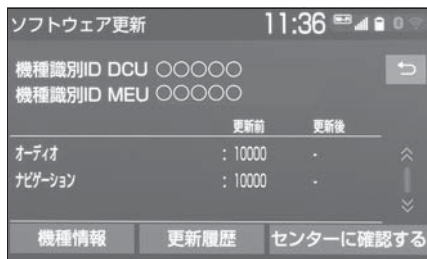 ソフトウェア更新 11:36
機種識別ID DCU ○○○○○
機種識別ID MEU ○○○○○
更新前 更新後
オーディオ : 10000 -
ナビゲーション : 10000 -
機種情報 更新履歴 センターに確認する